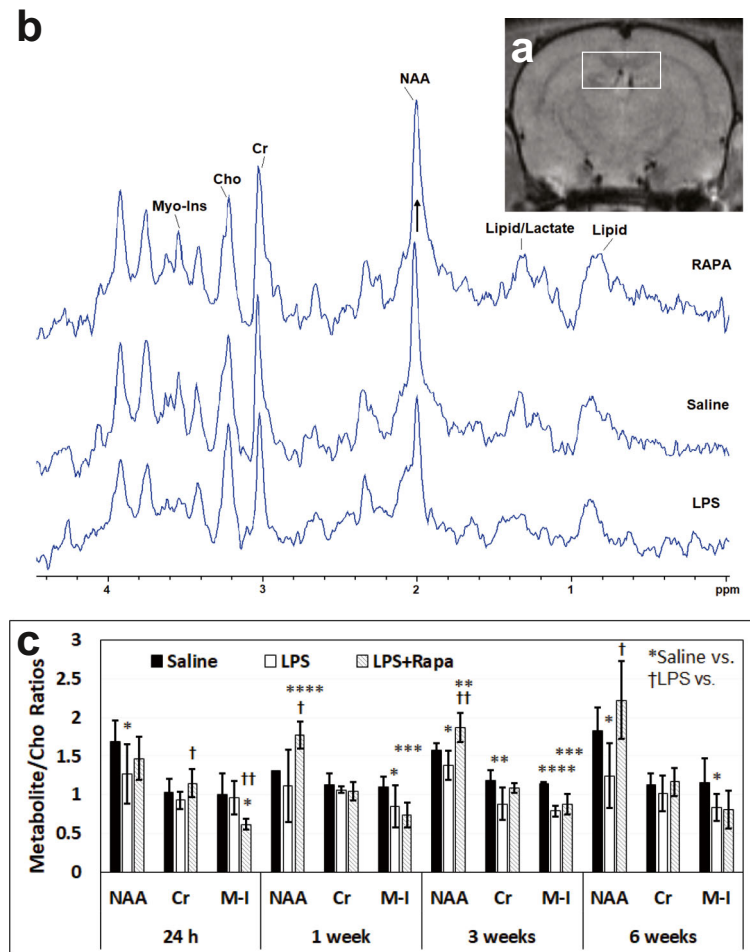 b
a
NAA
Cr
Cho
Myo-Ins
Lipid/Lactate
Lipid
RAPA
Saline
LPS
4 3 2 1 ppm
c
Metabolite/Cho Ratios
3
2.5
2
1.5
1
0.5
0
Saline LPS LPS+Rapa
*Saline vs.
†LPS vs.
*
†
††
*
****
†
***
*
**
††
*
**
***
****
†
*
*
NAA Cr M-I NAA Cr M-I NAA Cr M-I NAA Cr M-I
24 h 1 week 3 weeks 6 weeks